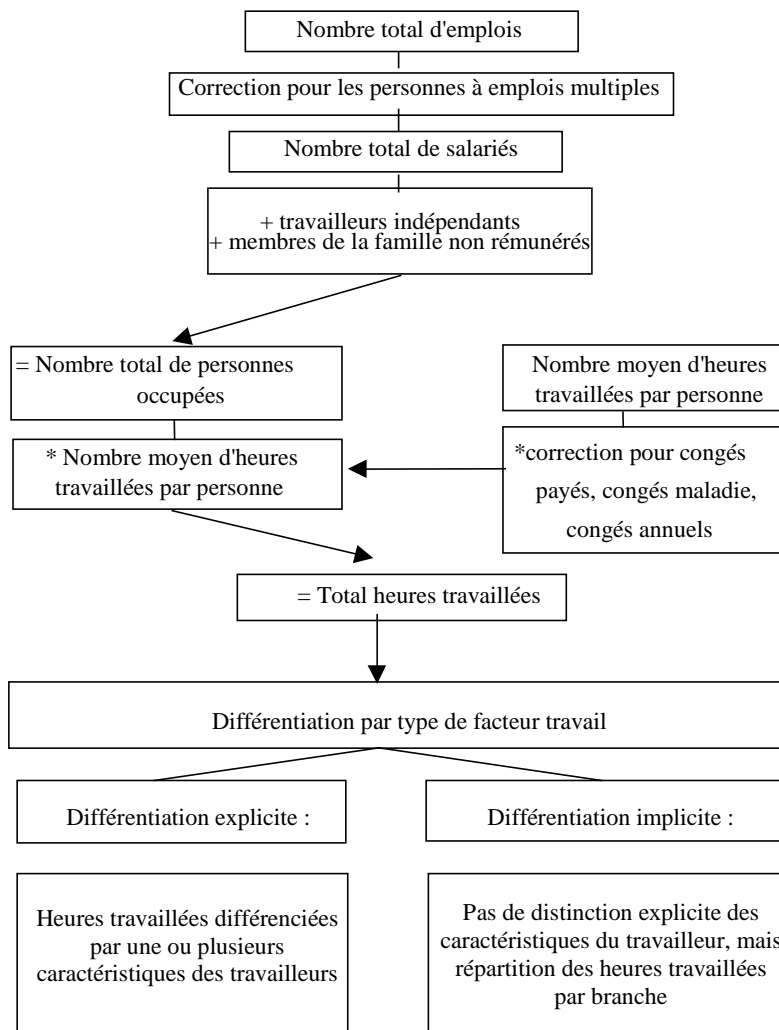 Nombre total d'emplois
Correction pour les personnes à emplois multiples
Nombre total de salariés
+ travailleurs indépendants
+ membres de la famille non rémunérés
= Nombre total de personnes
occupées
Nombre moyen d'heures
travaillées par personne
* Nombre moyen d'heures
travaillées par personne
*correction pour congés
payés, congés maladie,
congés annuels
= Total heures travaillées
Différentiation par type de facteur travail
Différentiation explicite :
Différentiation implicite :
Heures travaillées différenciées
par une ou plusieurs
caractéristiques des travailleurs
Pas de distinction explicite des
caractéristiques du travailleur, mais
répartition des heures travaillées
par branche